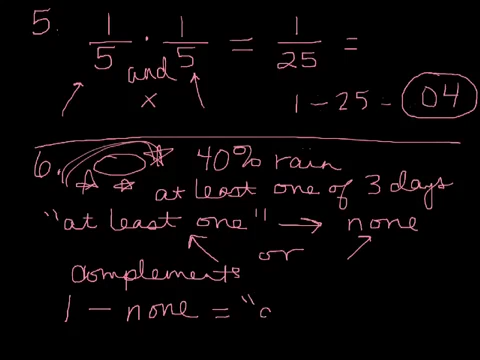 5. 1/5 · 1/5 = 1/25 =
and
x 1 - 25 - 04
6. 40% rain
at least one of 3 days
"at least one" → none
or
complements
1 - none = "a